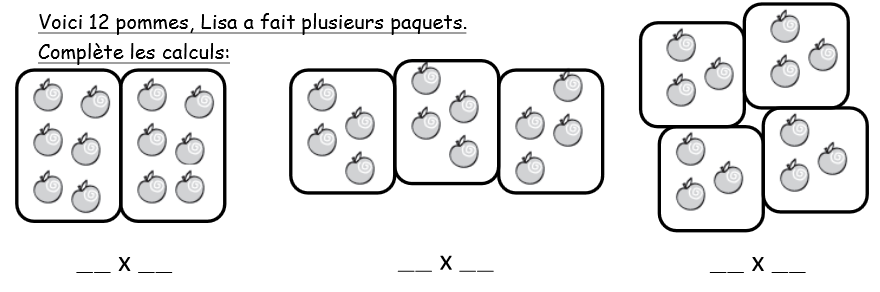 Voici 12 pommes, Lisa a fait plusieurs paquets.
Complète les calculs:
__ x __ __ x __ __ x __